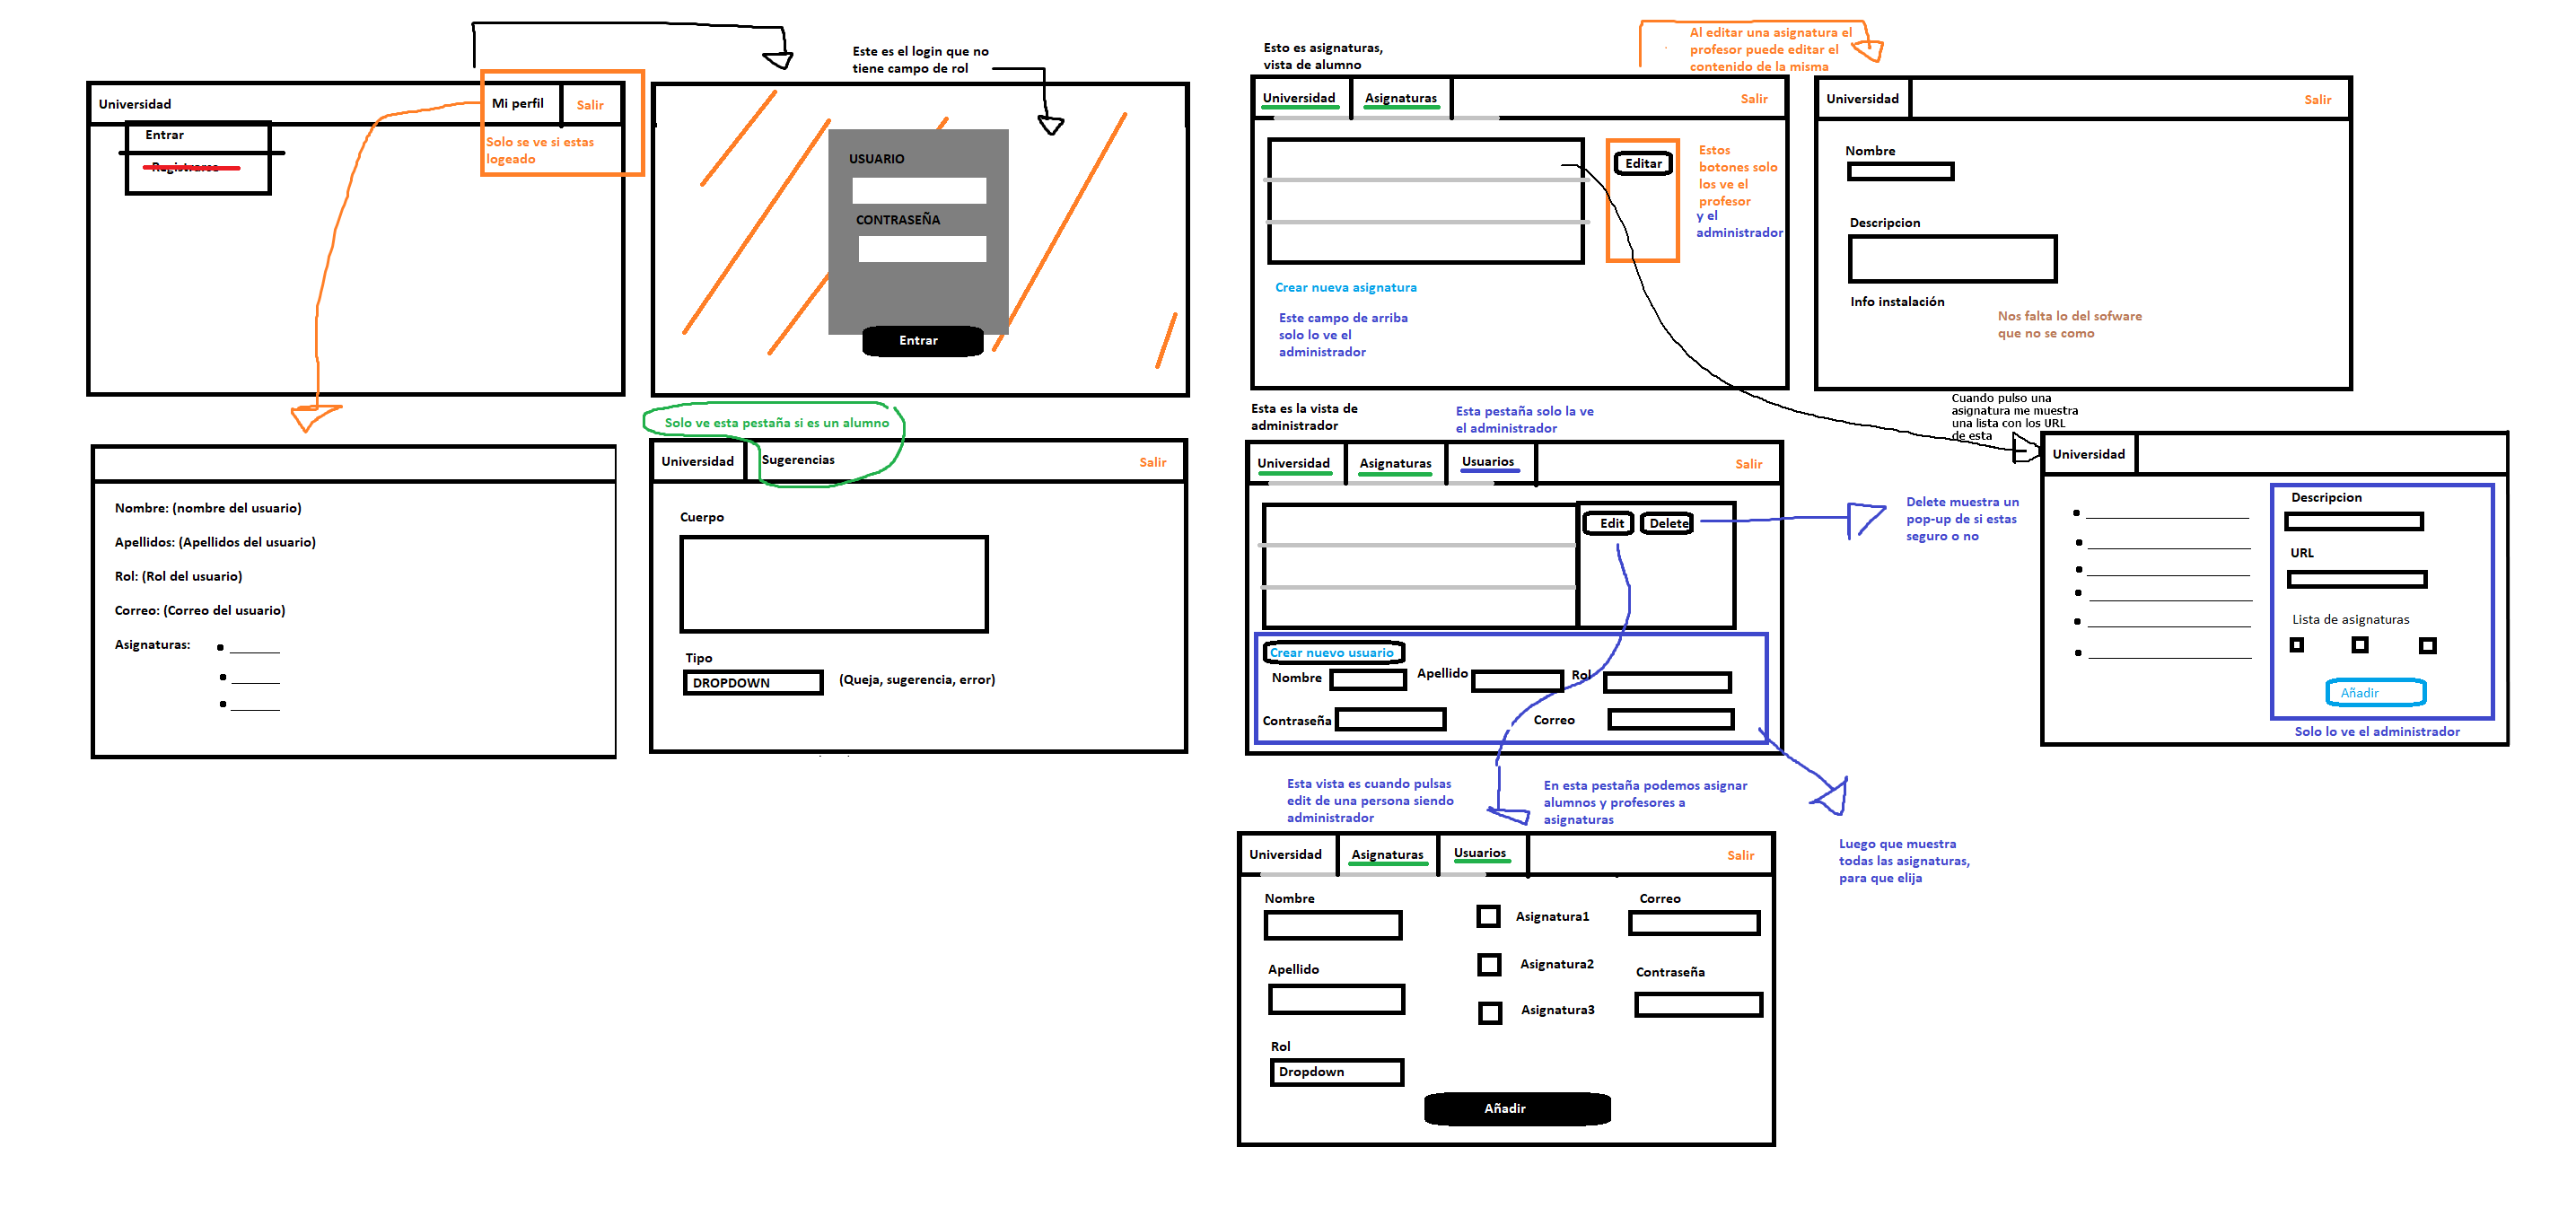 Universidad
Mi perfil
Salir
Entrar
Registrarse
Solo se ve si estas
logeado
Este es el login que no
tiene campo de rol
USUARIO
CONTRASEÑA
Entrar
Nombre: (nombre del usuario)
Apellidos: (Apellidos del usuario)
Rol: (Rol del usuario)
Correo: (Correo del usuario)
Asignaturas:
Solo ve esta pestaña si es un alumno
Universidad
Sugerencias
Salir
Cuerpo
Tipo
DROPDOWN
(Queja, sugerencia, error)
Esto es asignaturas,
vista de alumno
Universidad
Asignaturas
Salir
Editar
Estos
botones solo
los ve el
profesor
y el
administrador
Crear nueva asignatura
Este campo de arriba
solo lo ve el
administrador
Al editar una asignatura el
profesor puede editar el
contenido de la misma
Universidad
Salir
Nombre
Descripcion
Info instalación
Nos falta lo del sofware
que no se como
Esta es la vista de
administrador
Esta pestaña solo la ve
el administrador
Universidad
Asignaturas
Usuarios
Salir
Edit
Delete
Delete muestra un
pop-up de si estas
seguro o no
Crear nuevo usuario
Nombre
Apellido
Rol
Contraseña
Correo
Cuando pulso una
asignatura me muestra
una lista con los URL
de esta
Universidad
Descripcion
URL
Lista de asignaturas
Añadir
Solo lo ve el administrador
Esta vista es cuando pulsas
edit de una persona siendo
administrador
En esta pestaña podemos asignar
alumnos y profesores a
asignaturas
Luego que muestra
todas las asignaturas,
para que elija
Universidad
Asignaturas
Usuarios
Salir
Nombre
Asignatura1
Correo
Apellido
Asignatura2
Contraseña
Asignatura3
Rol
Dropdown
Añadir